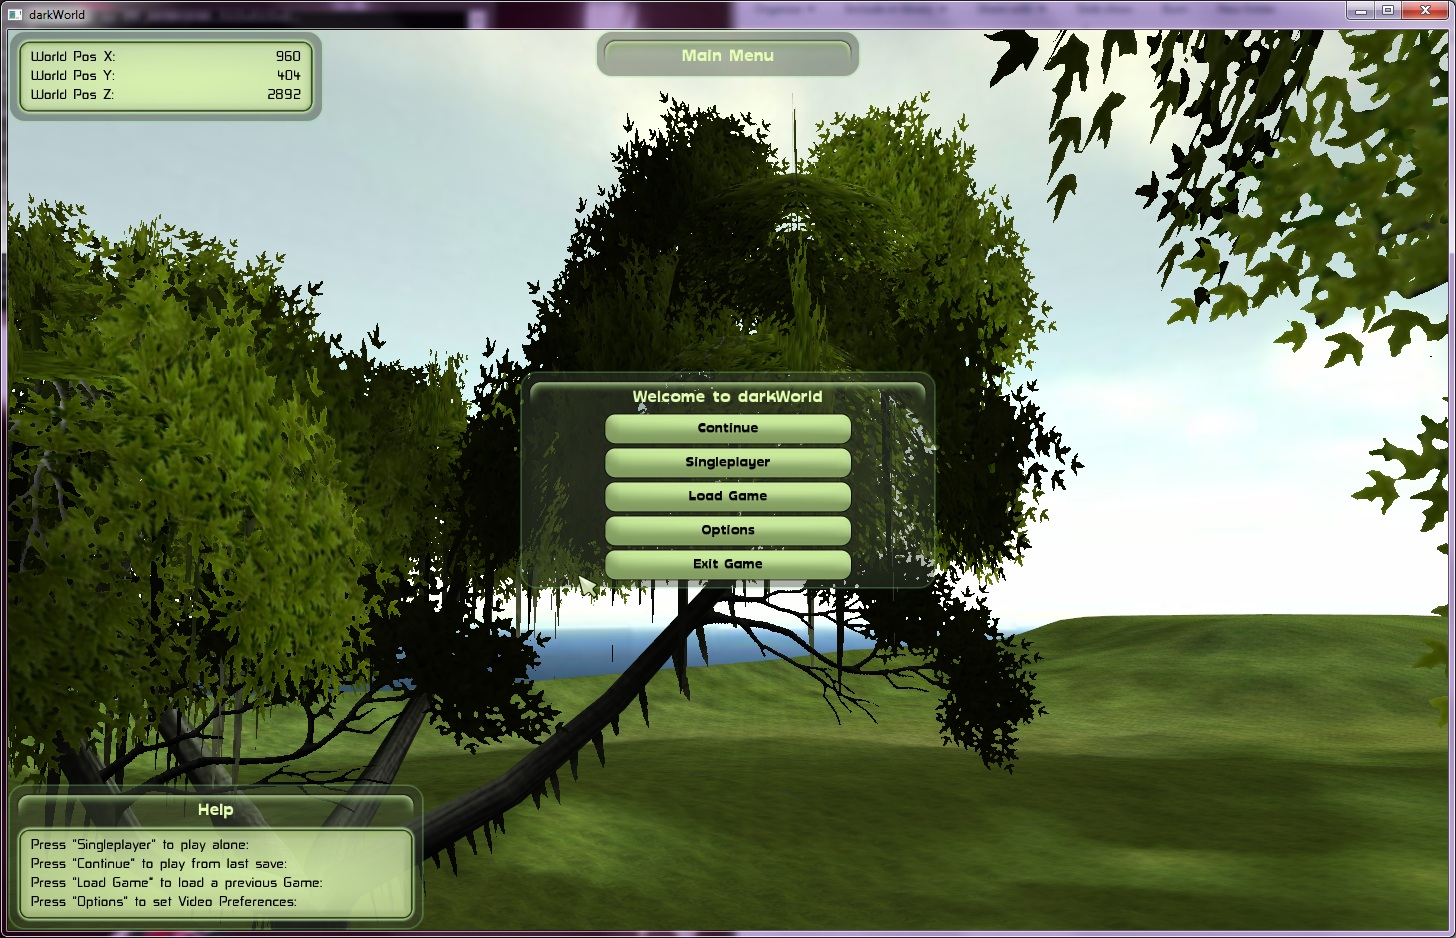 darkWorld
World Pos X: 960
World Pos Y: 404
World Pos Z: 2892
Main Menu
Welcome to darkWorld
Continue
Singleplayer
Load Game
Options
Exit Game
Help
Press "Singleplayer" to play alone:
Press "Continue" to play from last save:
Press "Load Game" to load a previous Game:
Press "Options" to set Video Preferences: